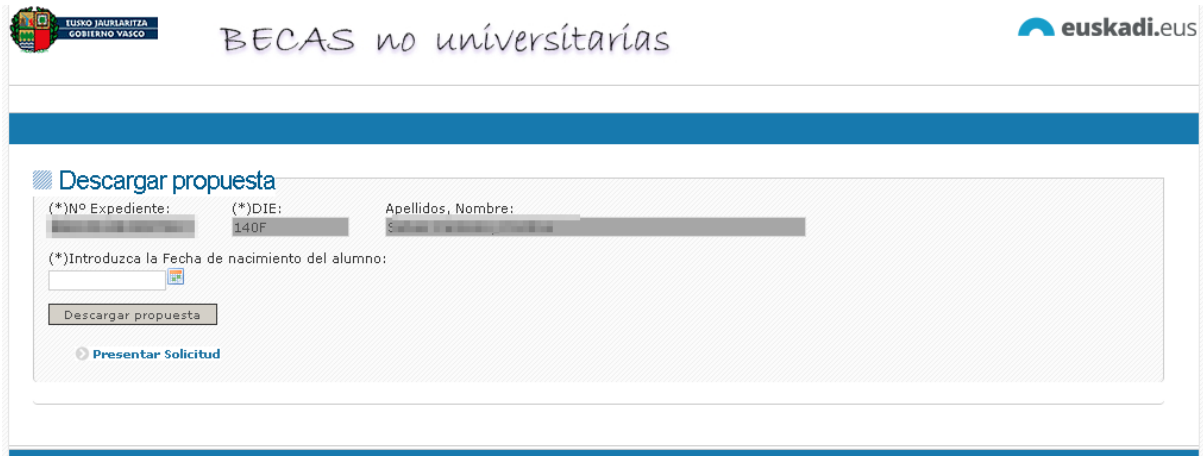 EUSKO JAURLARITZA
GOBIERNO VASCO
BECAS no universitarias
euskadi.eus
Descargar propuesta
(*)Nº Expediente: (*)DIE: Apellidos, Nombre:
140F
(*)Introduzca la Fecha de nacimiento del alumno:
Descargar propuesta
Presentar Solicitud